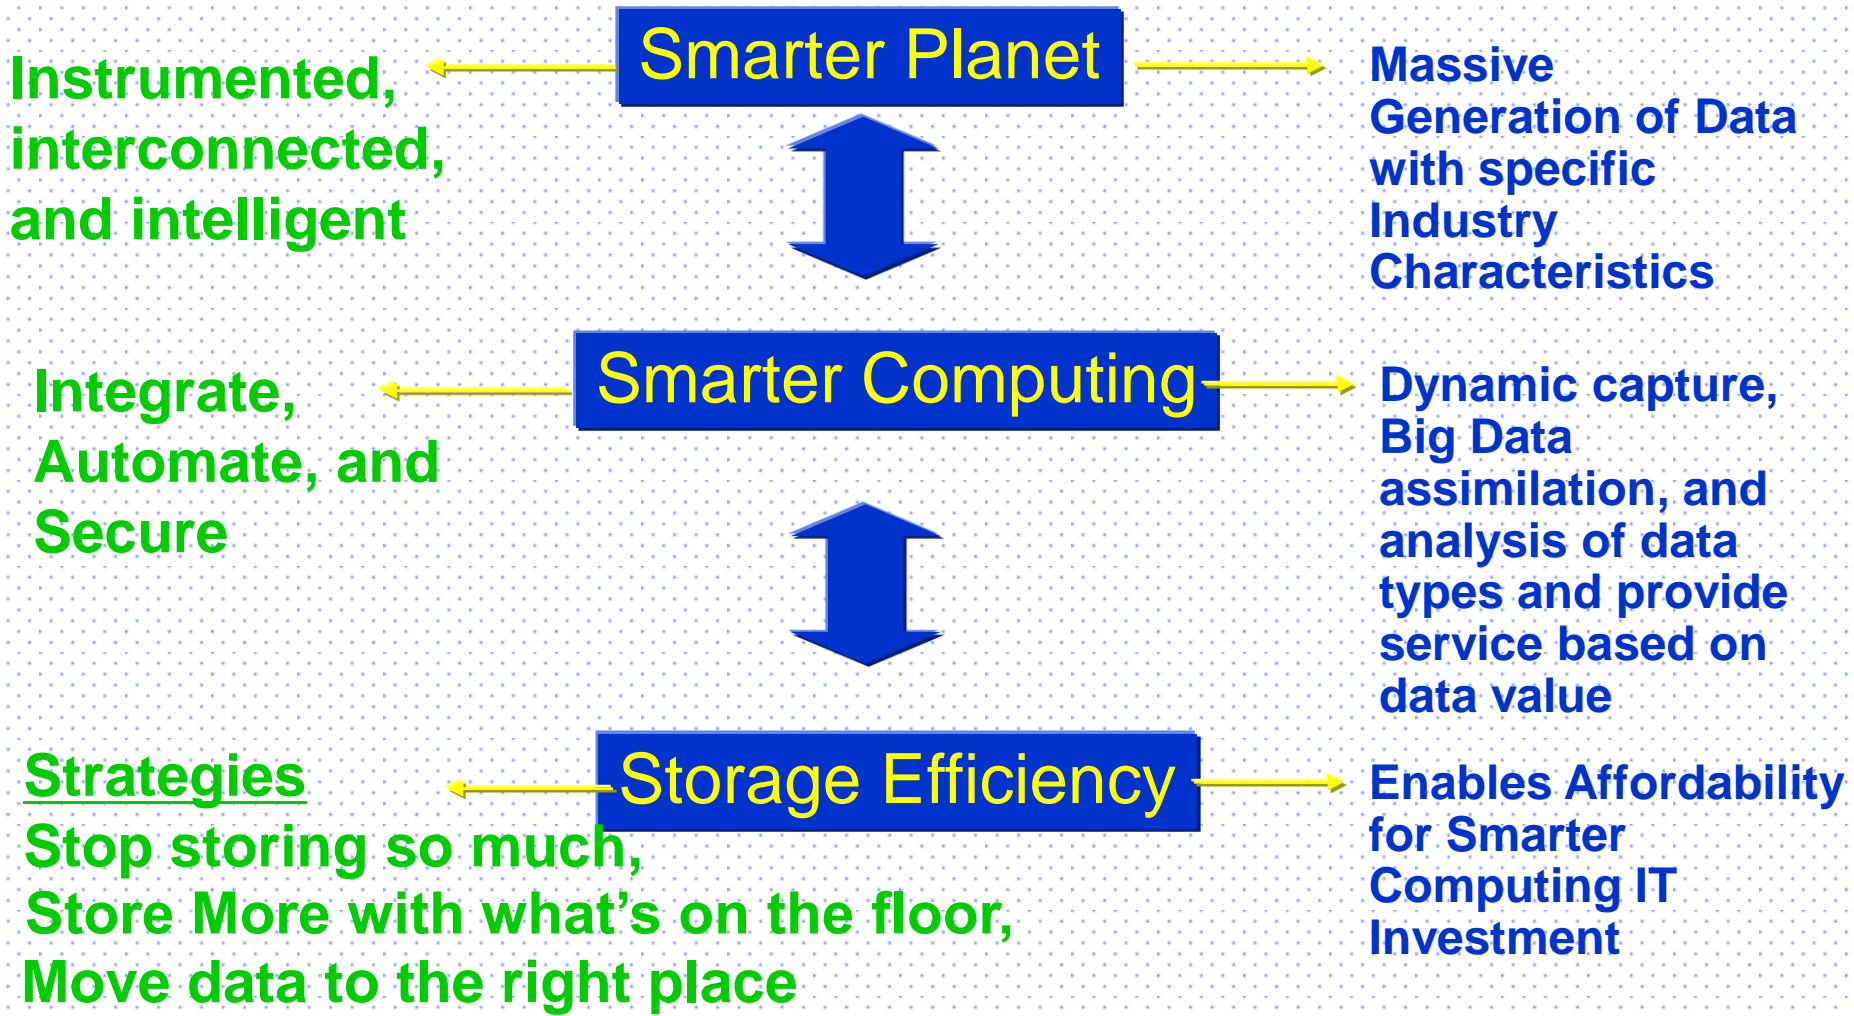 Smarter Planet
Instrumented,
interconnected,
and intelligent
Massive
Generation of Data
with specific
Industry
Characteristics
Smarter Computing
Integrate,
Automate, and
Secure
Dynamic capture,
Big Data
assimilation, and
analysis of data
types and provide
service based on
data value
Storage Efficiency
Strategies
Stop storing so much,
Store More with what’s on the floor,
Move data to the right place
Enables Affordability
for Smarter
Computing IT
Investment